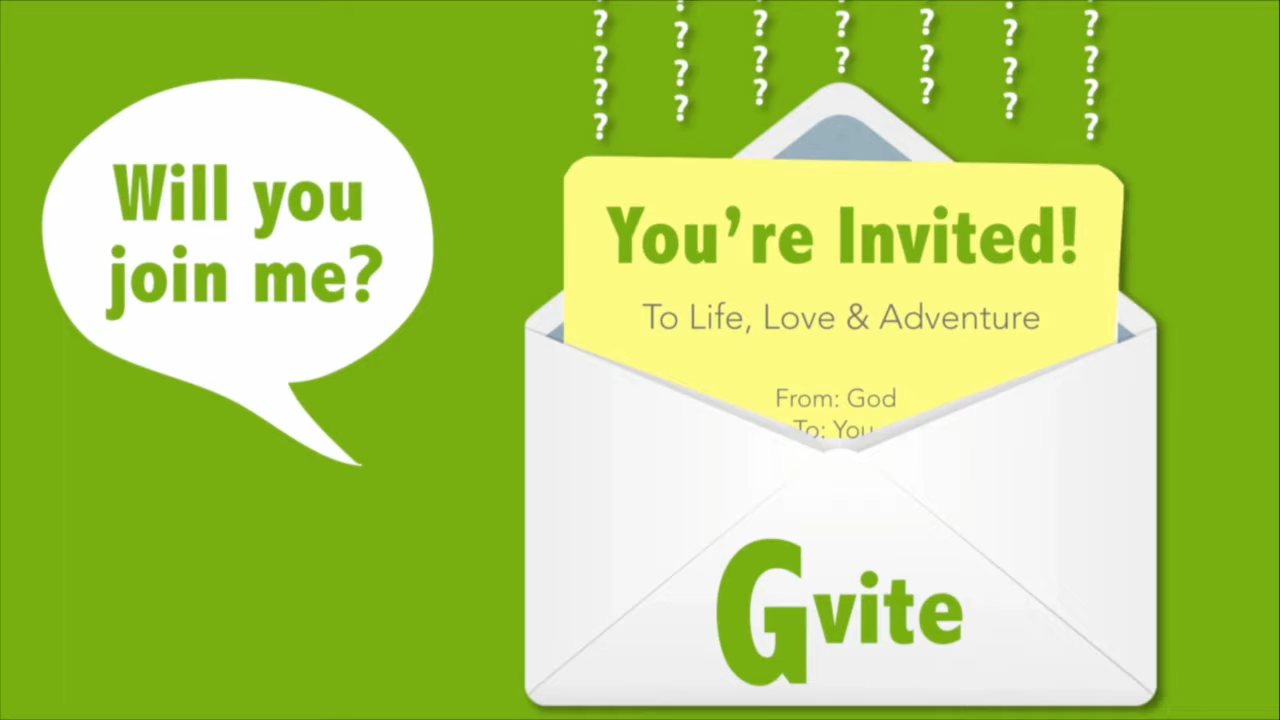 Will you
join me?
? ? ? ? ? ? ?
? ? ? ? ? ? ?
? ? ? ? ? ? ?
? ?
You're Invited!
To Life, Love & Adventure
From: God
To: You
Gvite